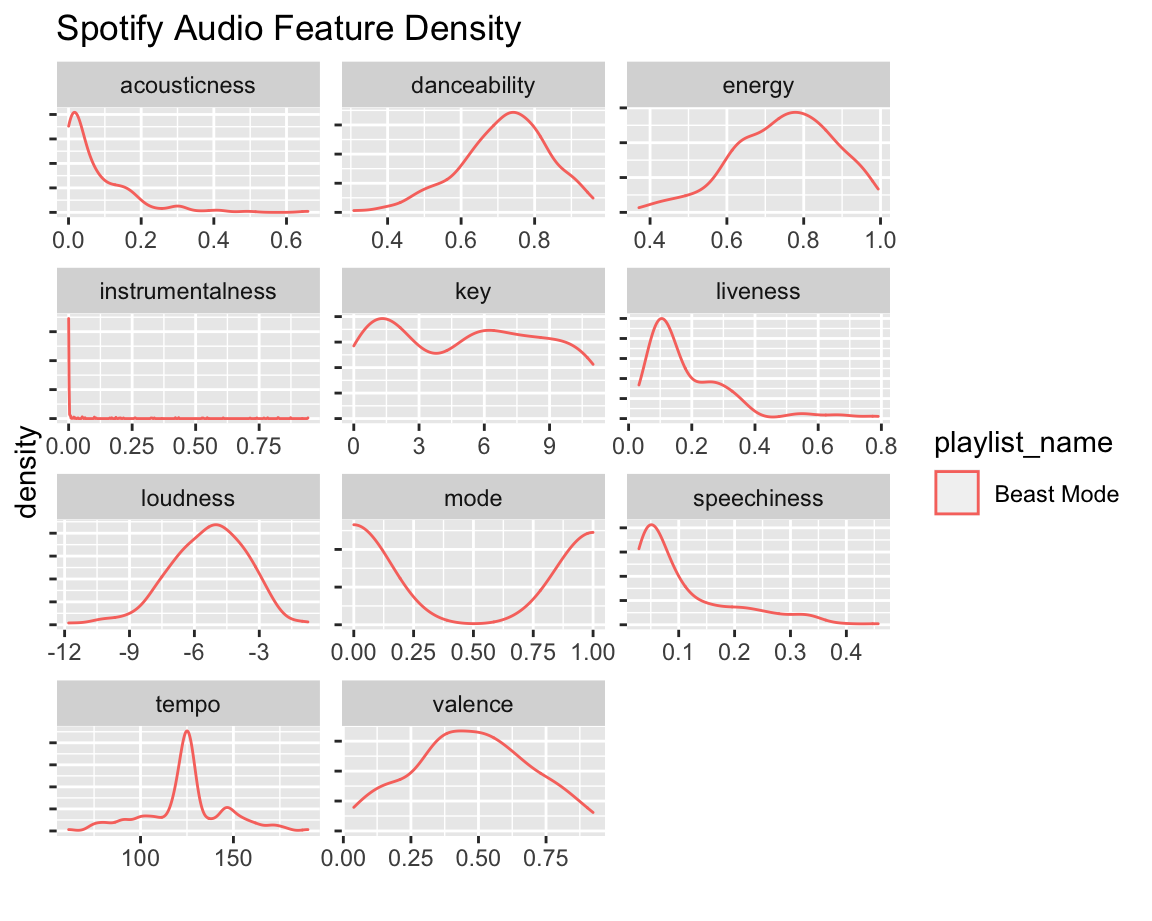 Spotify Audio Feature Density
acousticness danceability energy
0.0 0.2 0.4 0.6 0.4 0.6 0.8 0.4 0.6 0.8 1.0
instrumentalness key liveness
0.00 0.25 0.50 0.75 0 3 6 9 0.0 0.2 0.4 0.6 0.8
density
playlist_name
Beast Mode
loudness mode speechiness
-12 -9 -6 -3 0.00 0.25 0.50 0.75 1.00 0.1 0.2 0.3 0.4
tempo valence
100 150 0.00 0.25 0.50 0.75